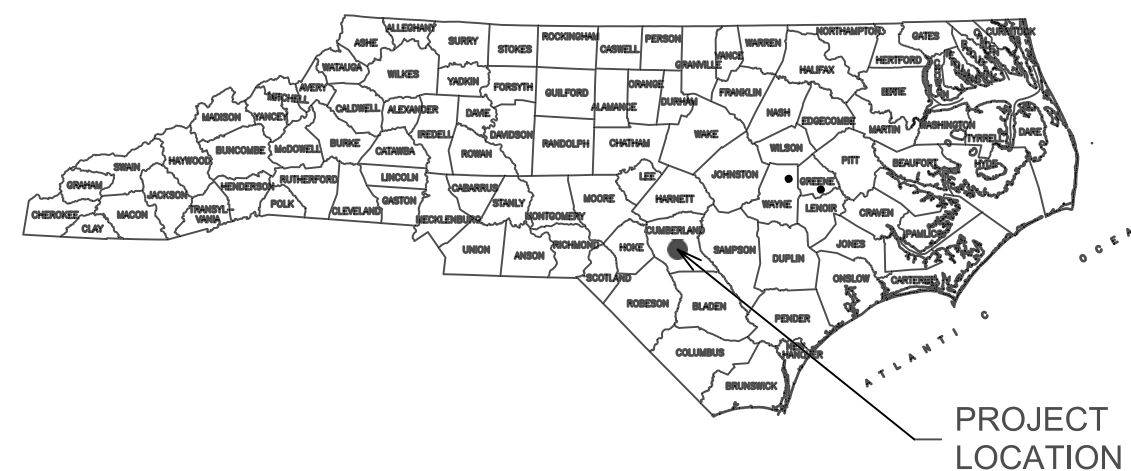 ALLEGHANY
ASHE
SURRY
STOKES
ROCKINGHAM
CASWELL
PERSON
GRANVILLE
VANCE
WARREN
NORTHAMPTON
GATES
CURRITUCK
HERTFORD
HALIFAX
WATAUGA
WILKES
YADKIN
FORSYTH
GUILFORD
ALAMANCE
ORANGE
DURHAM
FRANKLIN
NASH
EDGECOMBE
BERTIE
MARTIN
WASHINGTON
TYRREL
DARE
AVERY
MITCHELL
YANCEY
MADISON
CALDWELL
ALEXANDER
IREDELL
DAVIE
DAVIDSON
RANDOLPH
CHATHAM
WAKE
WILSON
PITT
BEAUFORT
HYDE
HAYWOOD
BUNCOMBE
McDOWELL
BURKE
CATAWBA
ROWAN
LINCOLN
SWAIN
GRAHAM
JACKSON
HENDERSON
RUTHERFORD
POLK
CLEVELAND
GASTON
CABARRUS
STANLY
MECKLENBURG
MONTGOMERY
MOORE
LEE
HARNETT
JOHNSTON
WAYNE
GREENE
LENOIR
CRAVEN
PAMLICO
CHEROKEE
CLAY
MACON
TRANSYL-
VANIA
UNION
ANSON
RICHMOND
SCOTLAND
HOKE
CUMBERLAND
SAMPSON
DUPLIN
JONES
ONSLOW
CARTERET
ROBESON
BLADEN
PENDER
NEW
HANOVER
COLUMBUS
BRUNSWICK
ATLANTIC OCEA
PROJECT
LOCATION